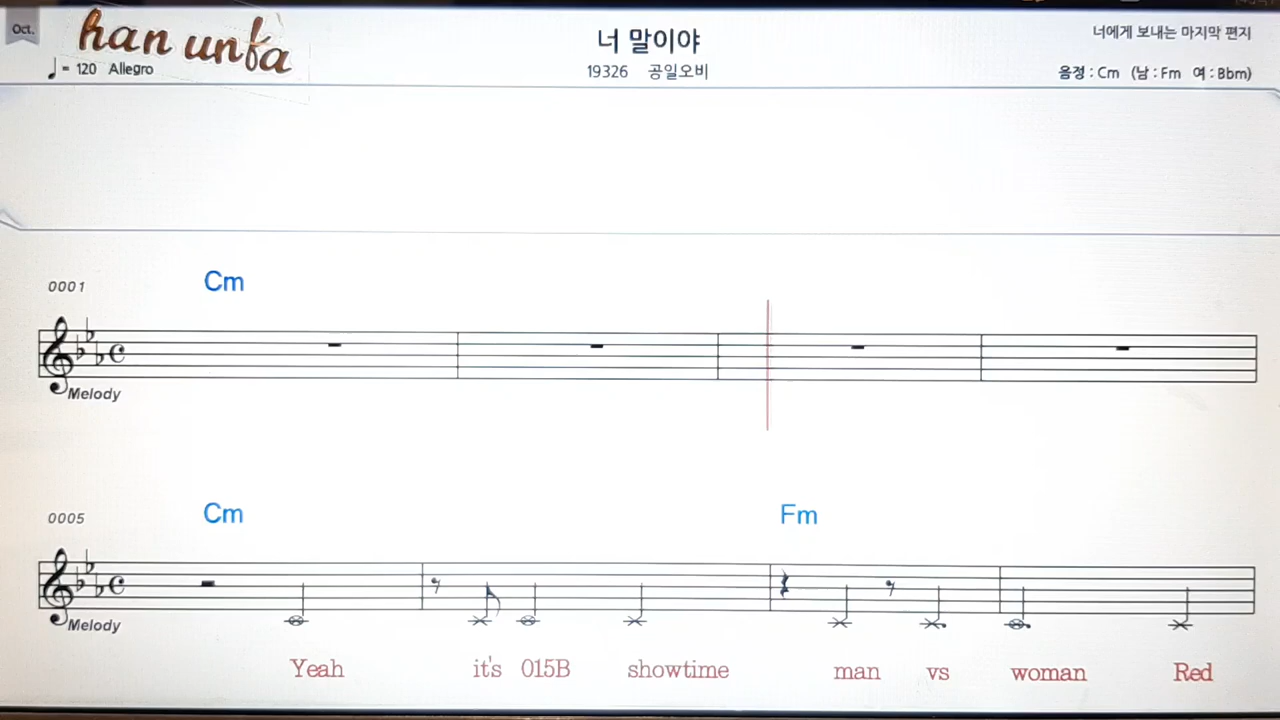 Oct.
han unfa
너 말이야
너에게 보내는 마지막 편지
♩ = 120 Allegro
19326 공일오비
음정 : Cm (남 : Fm 여 : Bbm)
0001
Cm
Melody
0005
Cm Fm
Melody
Yeah it's 015B showtime man vs woman Red